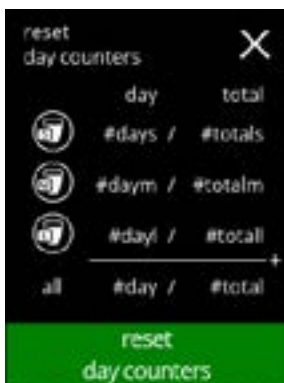 reset
day counters
day total
#days / #totals
#daym / #totalm
#dayl / #totall
+
all #day / #total
reset
day counters